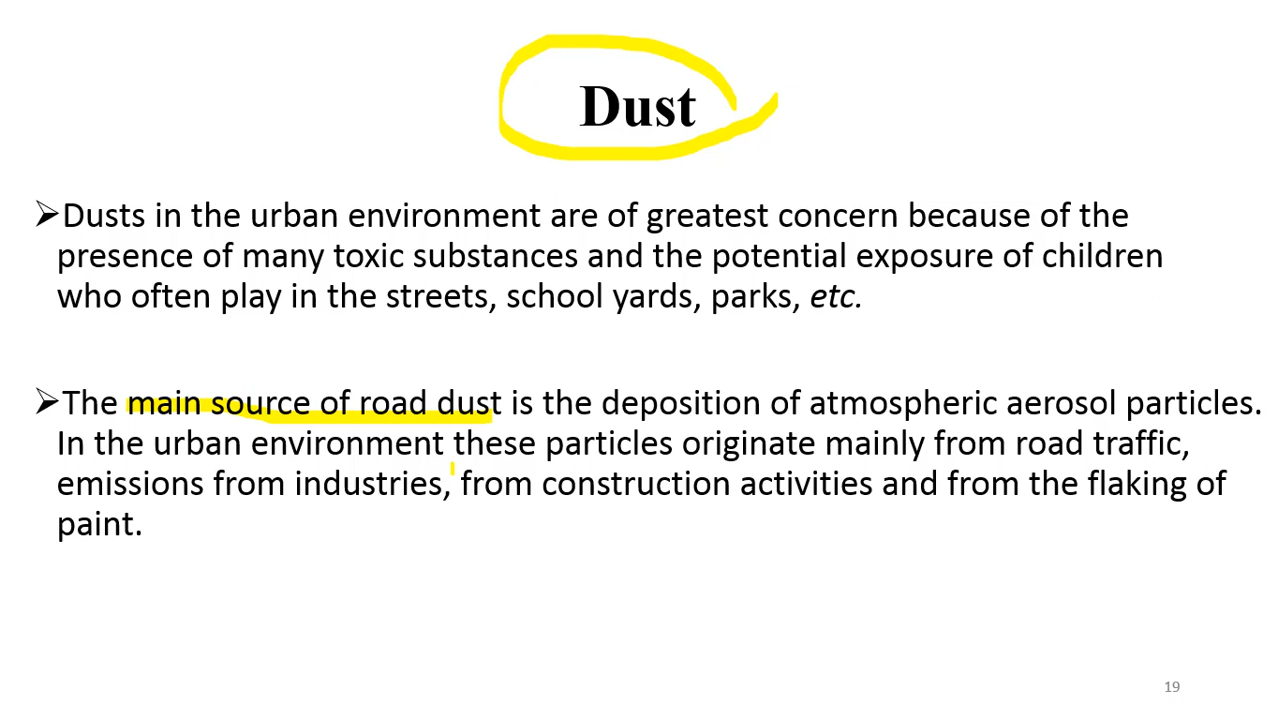 Dust
➢Dusts in the urban environment are of greatest concern because of the
presence of many toxic substances and the potential exposure of children
who often play in the streets, school yards, parks, etc.
➢The main source of road dust is the deposition of atmospheric aerosol particles.
In the urban environment these particles originate mainly from road traffic,
emissions from industries, from construction activities and from the flaking of
paint.
19